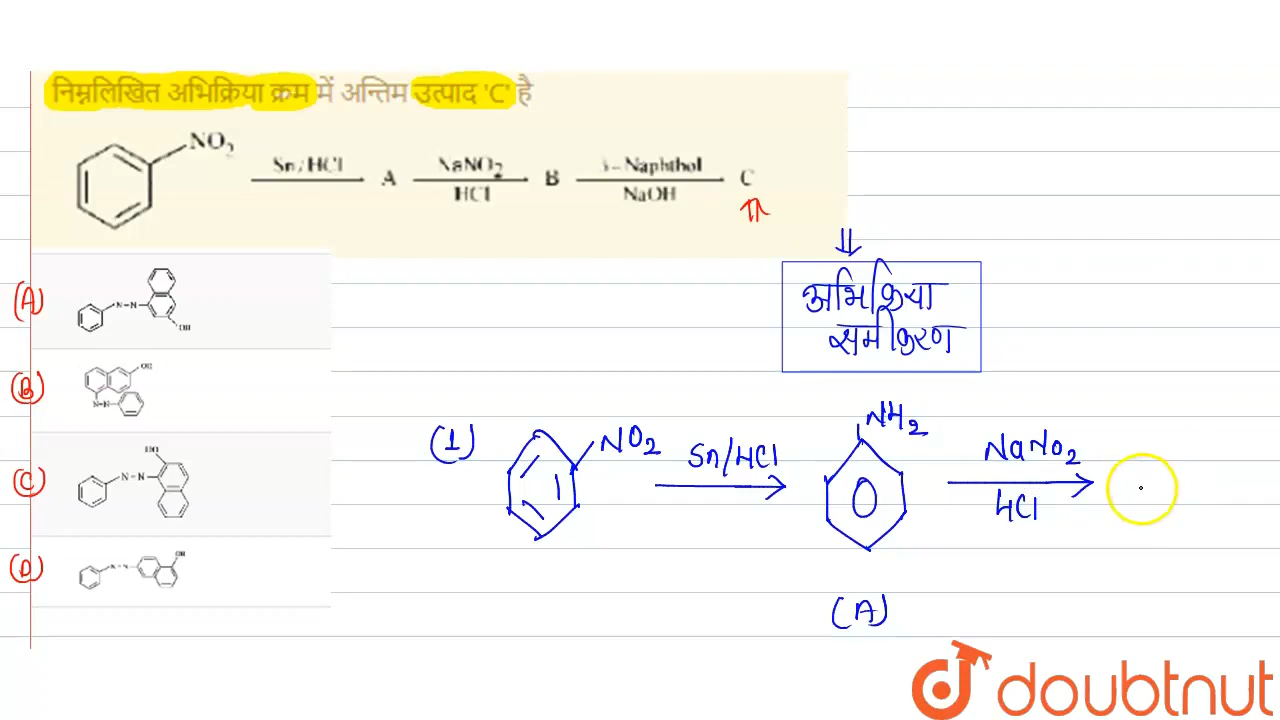 निम्नलिखित अभिक्रिया क्रम में अन्तिम उत्पाद 'C' है
NO2
Sn/HCl
A
NaNO2
HCl
B
Naphthol
NaOH
C
(A)
N N
OH
(B)
OH
N N
(C)
HO
N N
(D)
OH
अभिक्रिया
समीकरण
(1)
NO2
Sn/HCl
NH2
NaNO2
HCl
(A)
doubtnut